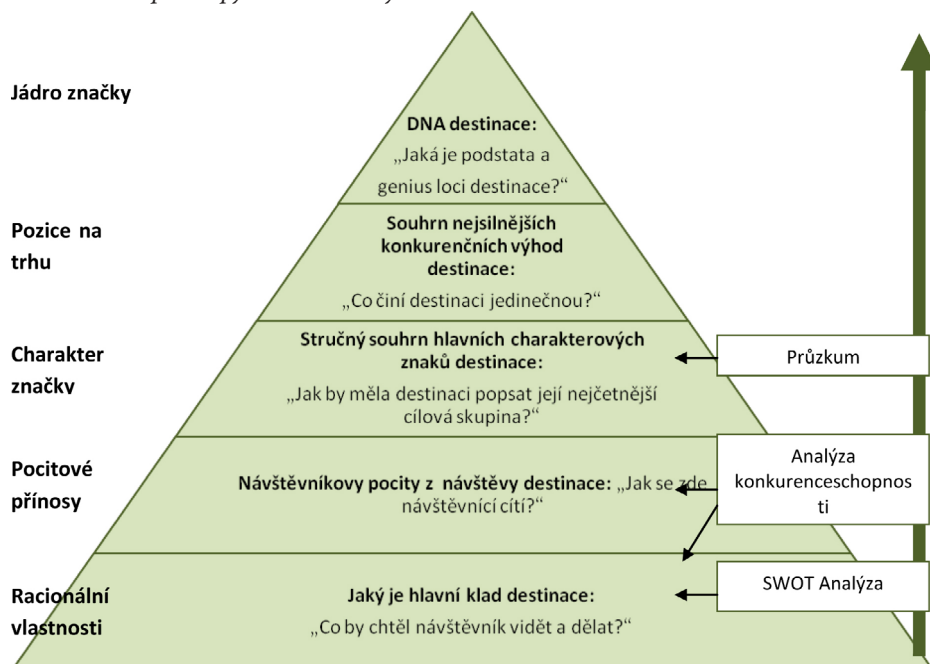 Jádro značky
DNA destinace:
„Jaká je podstata a
genius loci destinace?“
Pozice na
trhu
Souhrn nejsilnějších
konkurenčních výhod
destinace:
„Co činí destinaci jedinečnou?“
Charakter
značky
Stručný souhrn hlavních charakterových
znaků destinace:
„Jak by měla destinaci popsat její nejčetnější
cílová skupina?“
Průzkum
Pocitové
přínosy
Návštěvníkovy pocity z návštěvy destinace: „Jak se zde
návštěvnící cítí?“
Analýza
konkurenceschopnos
ti
Racionální
vlastnosti
Jaký je hlavní klad destinace:
„Co by chtěl návštěvník vidět a dělat?“
SWOT Analýza